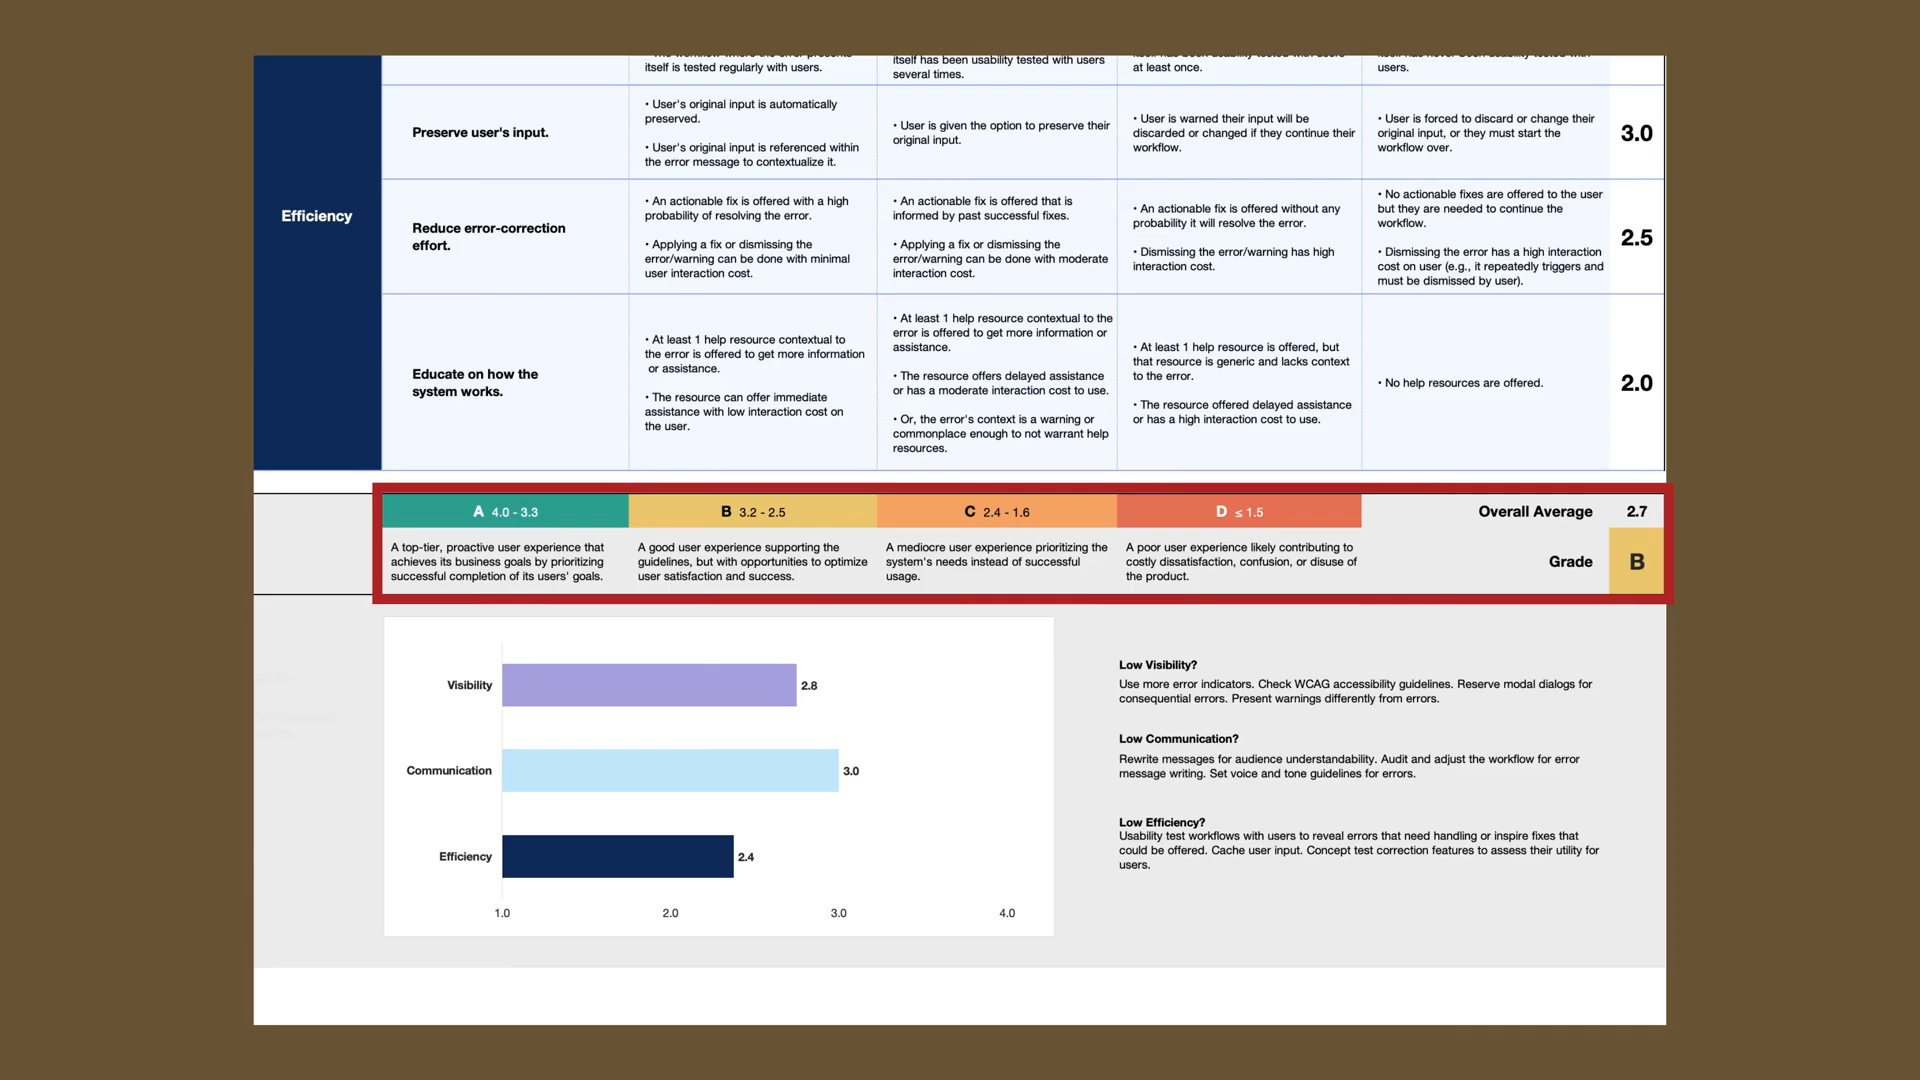 itself is tested regularly with users.
itself has been usability tested with users
several times.
at least once.
users.
Efficiency
Preserve user's input.
• User's original input is automatically
preserved.
• User's original input is referenced within
the error message to contextualize it.
• User is given the option to preserve their
original input.
• User is warned their input will be
discarded or changed if they continue their
workflow.
• User is forced to discard or change their
original input, or they must start the
workflow over.
3.0
Reduce error-correction
effort.
• An actionable fix is offered with a high
probability of resolving the error.
• Applying a fix or dismissing the
error/warning can be done with minimal
user interaction cost.
• An actionable fix is offered that is
informed by past successful fixes.
• Applying a fix or dismissing the
error/warning can be done with moderate
interaction cost.
• An actionable fix is offered without any
probability it will resolve the error.
• Dismissing the error/warning has high
interaction cost.
• No actionable fixes are offered to the user
but they are needed to continue the
workflow.
• Dismissing the error has a high interaction
cost on user (e.g., it repeatedly triggers and
must be dismissed by user).
2.5
Educate on how the
system works.
• At least 1 help resource contextual to
the error is offered to get more information
or assistance.
• The resource can offer immediate
assistance with low interaction cost on
the user.
• At least 1 help resource contextual to the
error is offered to get more information or
assistance.
• The resource offers delayed assistance
or has a moderate interaction cost to use.
• Or, the error's context is a warning or
commonplace enough to not warrant help
resources.
• At least 1 help resource is offered, but
that resource is generic and lacks context
to the error.
• The resource offered delayed assistance
or has a high interaction cost to use.
• No help resources are offered.
2.0
A 4.0 - 3.3
B 3.2 - 2.5
C 2.4 - 1.6
D ≤ 1.5
Overall Average 2.7
A top-tier, proactive user experience that
achieves its business goals by prioritizing
successful completion of its users' goals.
A good user experience supporting the
guidelines, but with opportunities to optimize
user satisfaction and success.
A mediocre user experience prioritizing the
system's needs instead of successful
usage.
A poor user experience likely contributing to
costly dissatisfaction, confusion, or disuse of
the product.
Grade B
Visibility 2.8
Communication 3.0
Efficiency 2.4
1.0 2.0 3.0 4.0
Low Visibility?
Use more error indicators. Check WCAG accessibility guidelines. Reserve modal dialogs for
consequential errors. Present warnings differently from errors.
Low Communication?
Rewrite messages for audience understandability. Audit and adjust the workflow for error
message writing. Set voice and tone guidelines for errors.
Low Efficiency?
Usability test workflows with users to reveal errors that need handling or inspire fixes that
could be offered. Cache user input. Concept test correction features to assess their utility for
users.